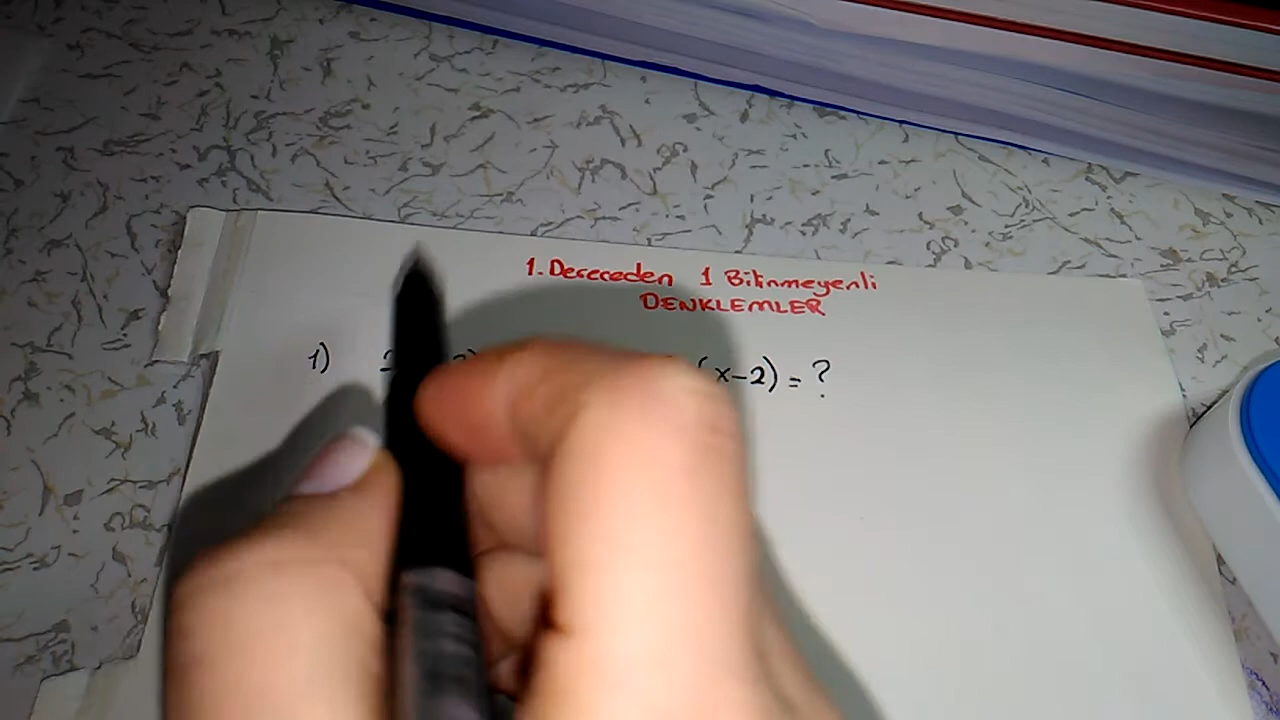 1. Dereceden 1 Bilinmeyenli
DENKLEMLER
1) (x-2) = ?